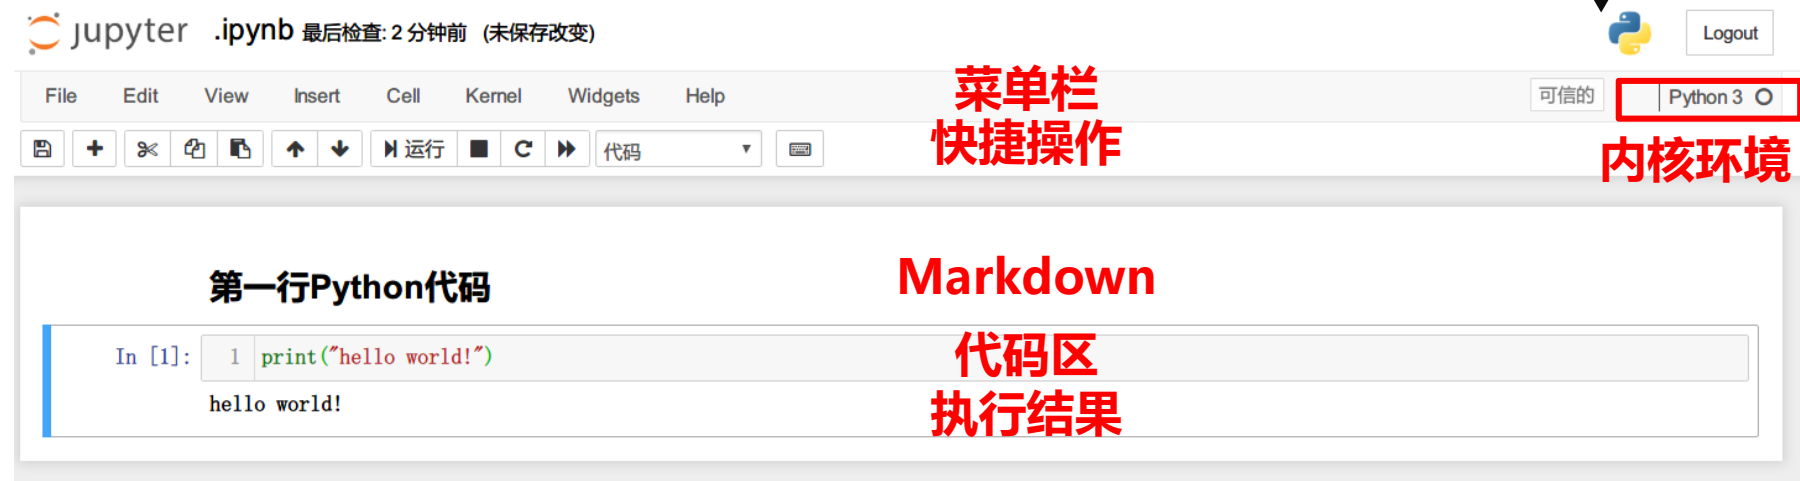 jupyter .ipynb 最后检查: 2 分钟前 (未保存改变) Logout
File Edit View Insert Cell Kernel Widgets Help 菜单栏 可信的 Python 3
运行 代码 快捷操作 内核环境
第一行Python代码 Markdown
In [1]: 1 print("hello world!") 代码区
hello world! 执行结果